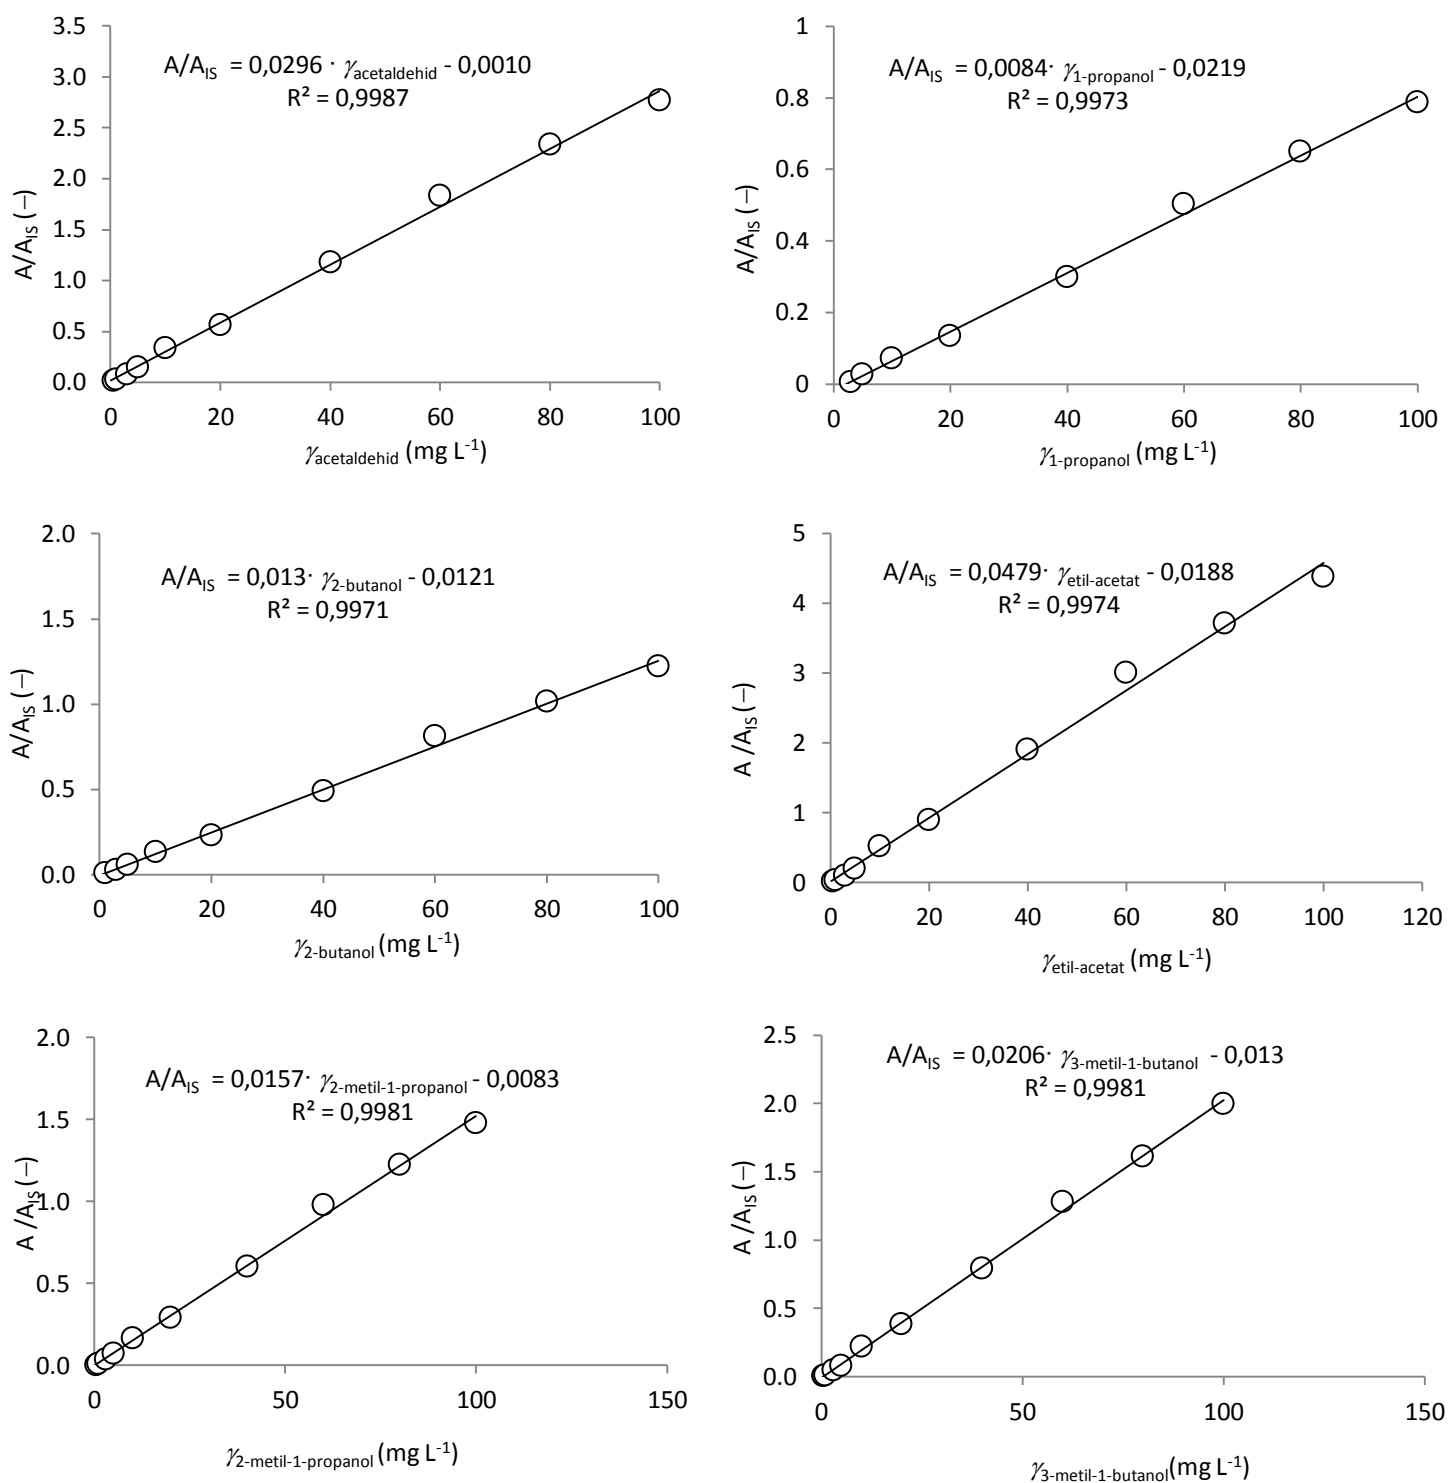 A/A_IS = 0,0296 · γ_acetaldehid - 0,0010
R² = 0,9987
3.5
3.0
2.5
2.0
1.5
1.0
0.5
0.0
A/A_IS (–)
0 20 40 60 80 100
γ_acetaldehid (mg L⁻¹)
A/A_IS = 0,0084· γ_1-propanol - 0,0219
R² = 0,9973
1
0.8
0.6
0.4
0.2
0
A/A_IS (–)
0 20 40 60 80 100
γ_1-propanol (mg L⁻¹)
A/A_IS = 0,013· γ_2-butanol - 0,0121
R² = 0,9971
2.0
1.5
1.0
0.5
0.0
A/A_IS (–)
0 20 40 60 80 100
γ_2-butanol (mg L⁻¹)
A/A_IS = 0,0479· γ_etil-acetat - 0,0188
R² = 0,9974
5
4
3
2
1
0
A /A_IS (–)
0 20 40 60 80 100 120
γ_etil-acetat (mg L⁻¹)
A/A_IS = 0,0157· γ_2-metil-1-propanol - 0,0083
R² = 0,9981
2.0
1.5
1.0
0.5
0.0
A /A_IS (–)
0 50 100 150
γ_2-metil-1-propanol (mg L⁻¹)
A/A_IS = 0,0206· γ_3-metil-1-butanol - 0,013
R² = 0,9981
2.5
2.0
1.5
1.0
0.5
0.0
A /A_IS (–)
0 50 100 150
γ_3-metil-1-butanol(mg L⁻¹)